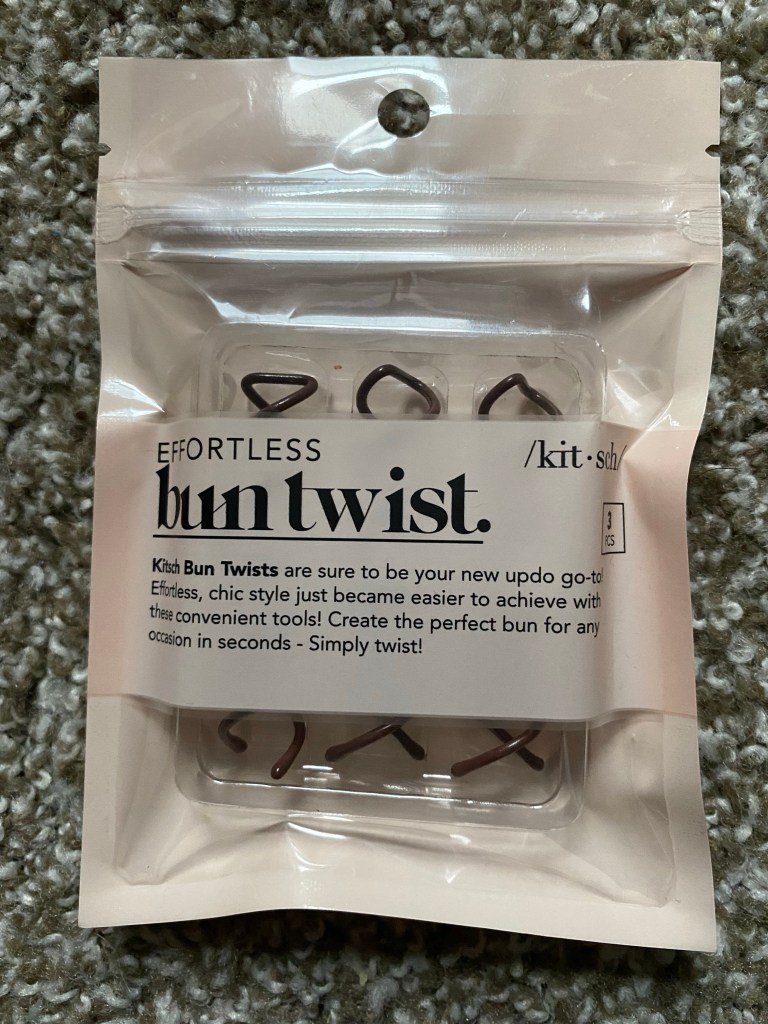 EFFORTLESS
/kit·sch/
bun twist.
3
PCS
Kitsch Bun Twists are sure to be your new updo go-to!
Effortless, chic style just became easier to achieve with
these convenient tools! Create the perfect bun for any
occasion in seconds - Simply twist!